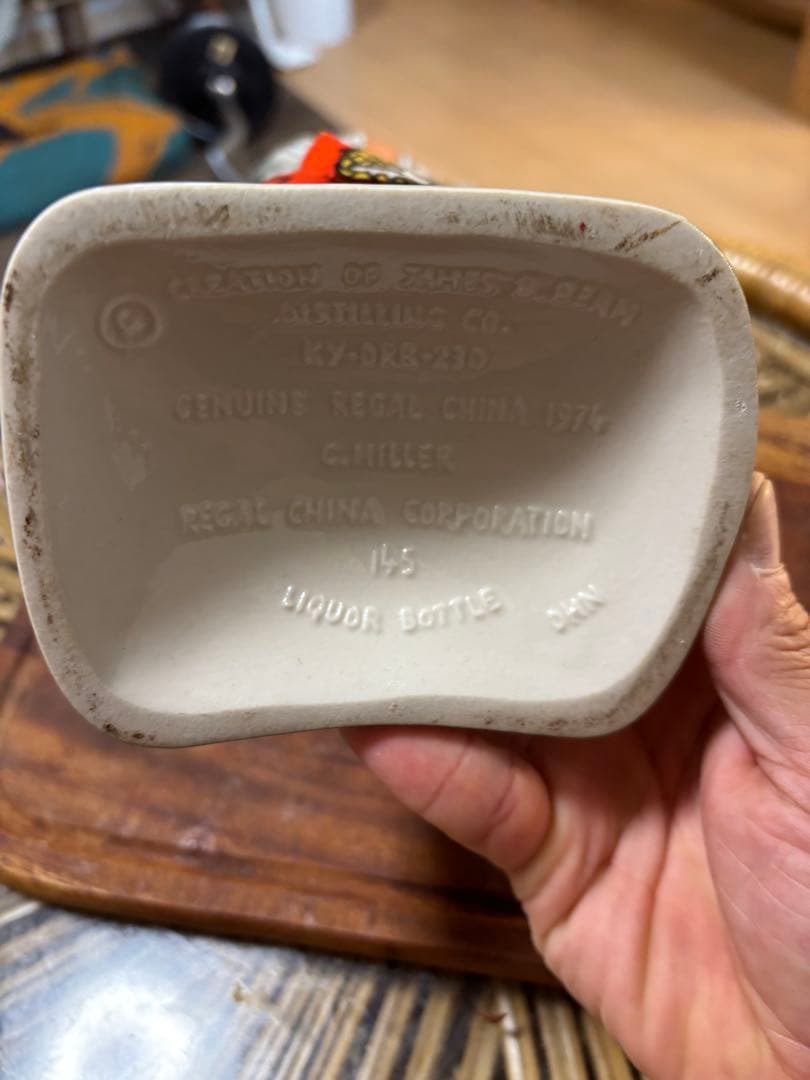 © CREATION OF JAMES B. BEAM
DISTILLING CO.
KY-DRB-230
GENUINE REGAL CHINA 1974
C. MILLER
REGAL CHINA CORPORATION
145
LIQUOR BOTTLE DHN